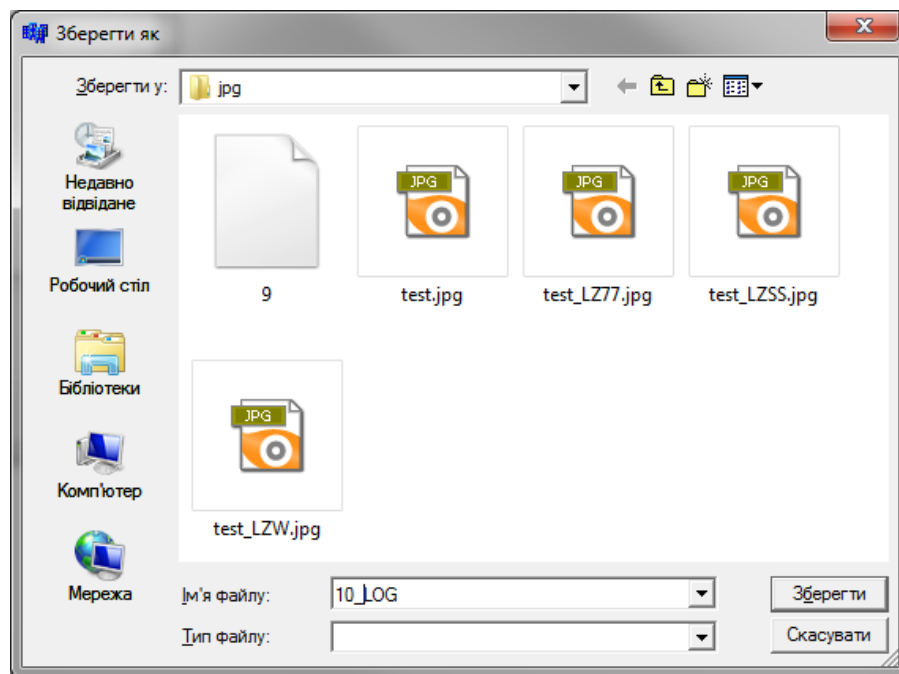 Зберегти як
Зберегти у:
jpg
Недавно
відвідане
Робочий стіл
Бібліотеки
Комп'ютер
Мережа
JPG
JPG
JPG
9
test.jpg
test_LZ77.jpg
test_LZSS.jpg
JPG
test_LZW.jpg
Ім'я файлу:
10_LOG
Зберегти
Тип файлу:
Скасувати